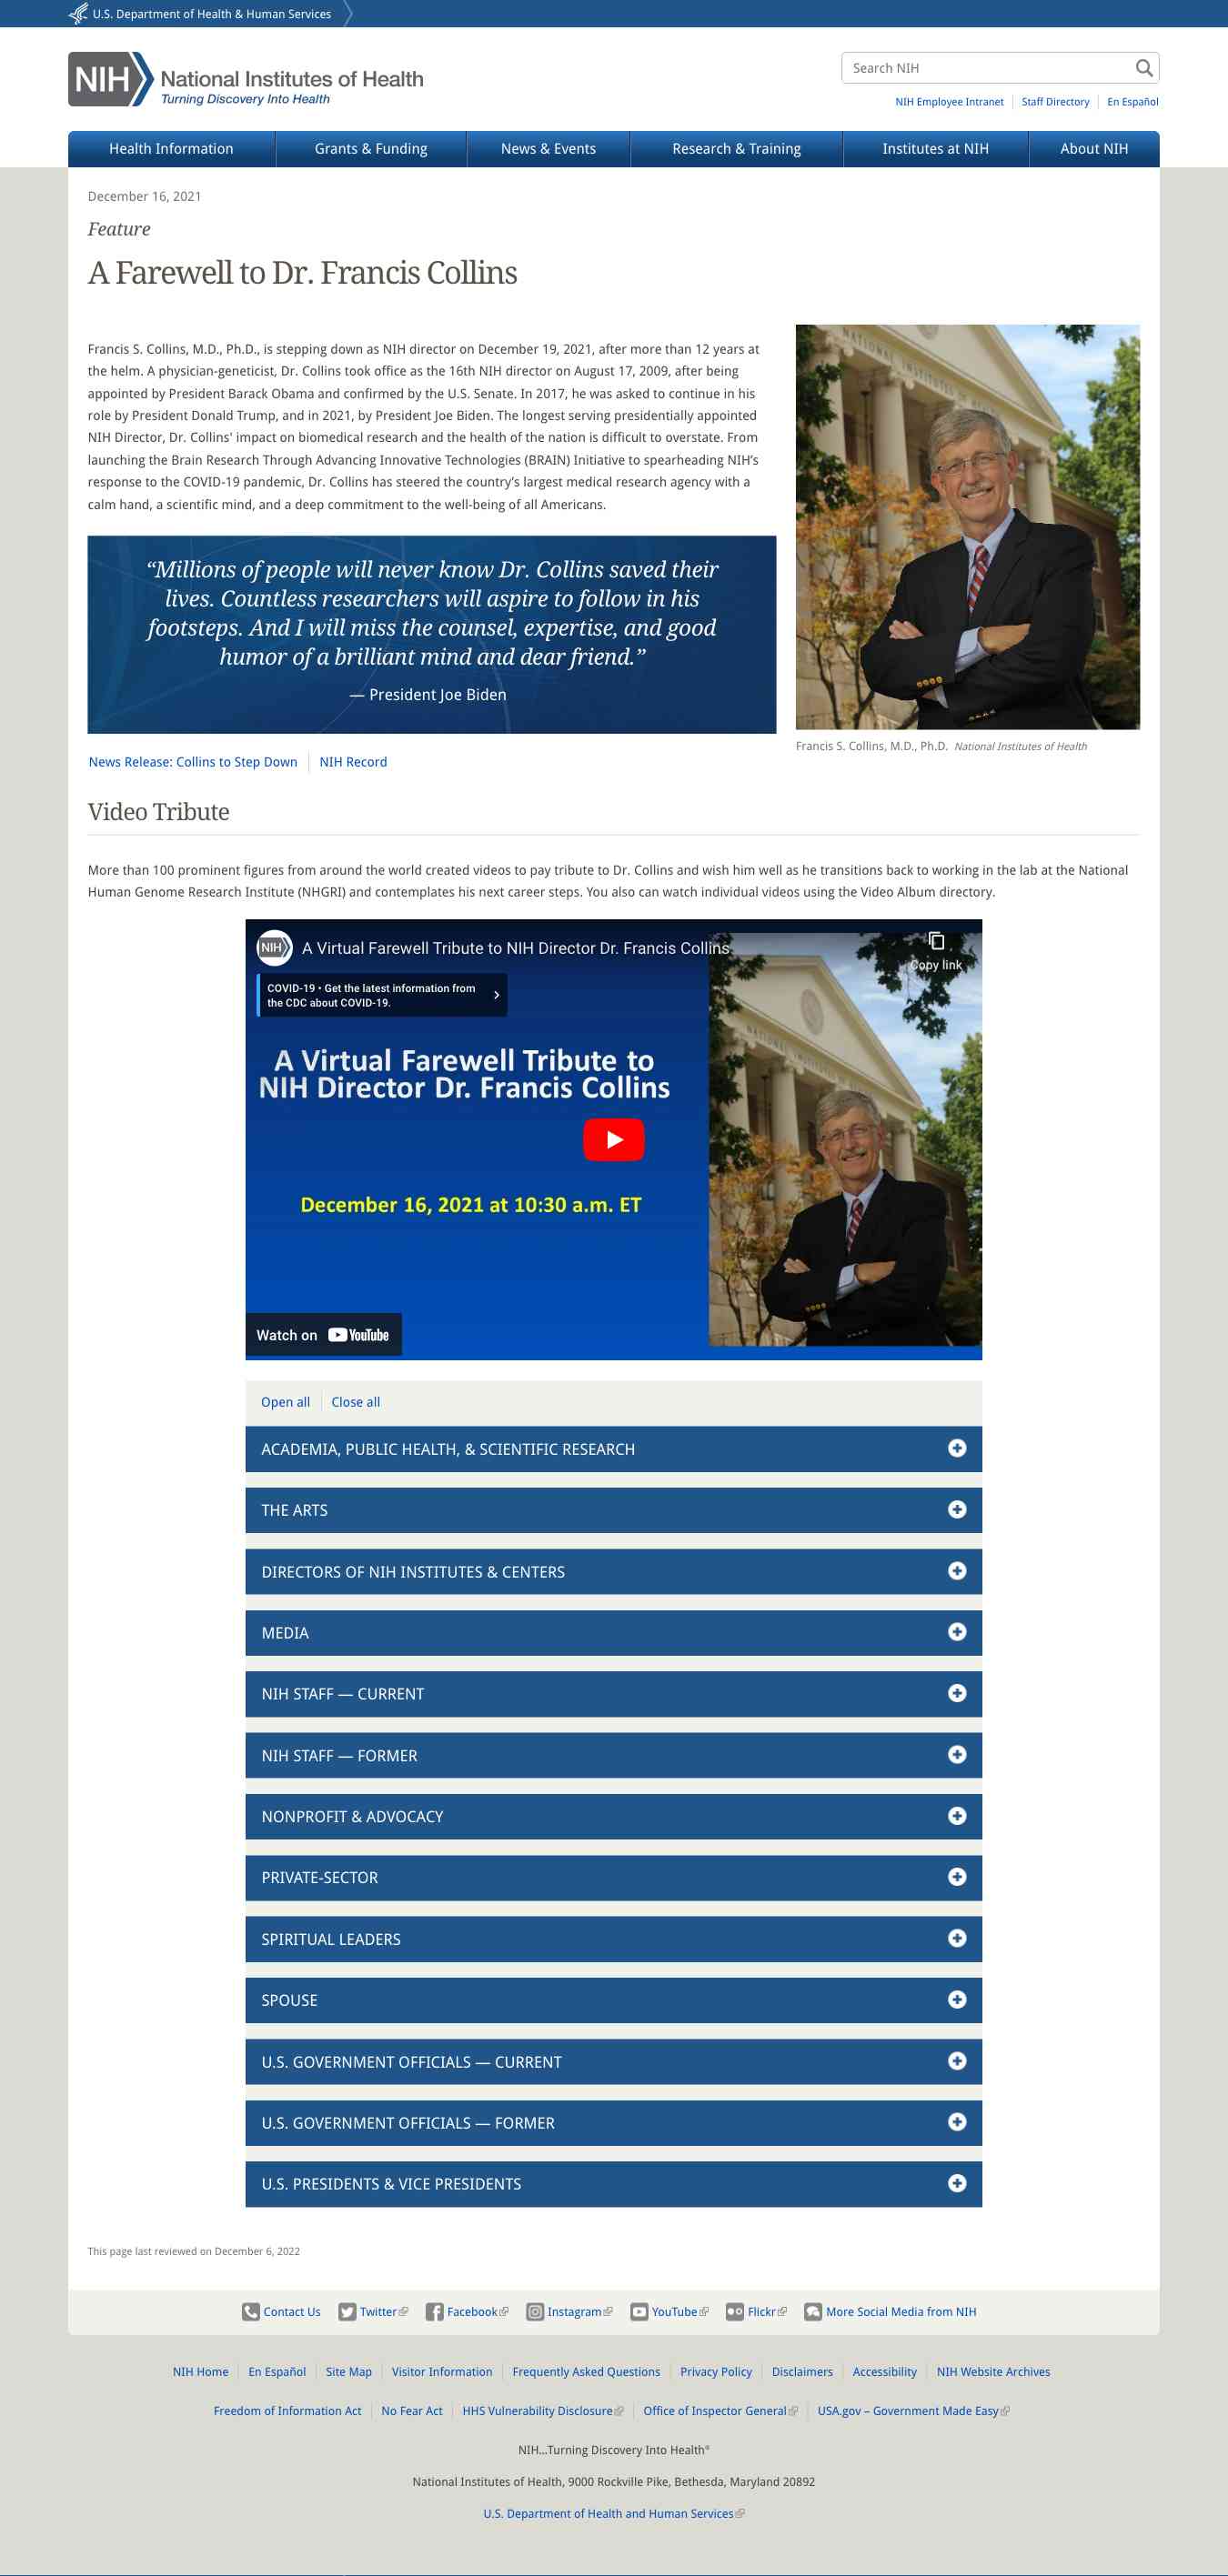 U.S. Department of Health & Human Services
NIH National Institutes of Health
Turning Discovery Into Health
Search NIH
NIH Employee Intranet
Staff Directory
En Español
Health Information
Grants & Funding
News & Events
Research & Training
Institutes at NIH
About NIH
December 16, 2021
Feature
A Farewell to Dr. Francis Collins
Francis S. Collins, M.D., Ph.D., is stepping down as NIH director on December 19, 2021, after more than 12 years at
the helm. A physician-geneticist, Dr. Collins took office as the 16th NIH director on August 17, 2009, after being
appointed by President Barack Obama and confirmed by the U.S. Senate. In 2017, he was asked to continue in his
role by President Donald Trump, and in 2021, by President Joe Biden. The longest serving presidentially appointed
NIH Director, Dr. Collins' impact on biomedical research and the health of the nation is difficult to overstate. From
launching the Brain Research Through Advancing Innovative Technologies (BRAIN) Initiative to spearheading NIH’s
response to the COVID-19 pandemic, Dr. Collins has steered the country’s largest medical research agency with a
calm hand, a scientific mind, and a deep commitment to the well-being of all Americans.
“Millions of people will never know Dr. Collins saved their
lives. Countless researchers will aspire to follow in his
footsteps. And I will miss the counsel, expertise, and good
humor of a brilliant mind and dear friend.”
— President Joe Biden
Francis S. Collins, M.D., Ph.D. National Institutes of Health
News Release: Collins to Step Down
NIH Record
Video Tribute
More than 100 prominent figures from around the world created videos to pay tribute to Dr. Collins and wish him well as he transitions back to working in the lab at the National
Human Genome Research Institute (NHGRI) and contemplates his next career steps. You also can watch individual videos using the Video Album directory.
NIH A Virtual Farewell Tribute to NIH Director Dr. Francis Collins
Copy link
COVID-19 • Get the latest information from
the CDC about COVID-19.
A Virtual Farewell Tribute to
NIH Director Dr. Francis Collins
December 16, 2021 at 10:30 a.m. ET
Watch on YouTube
Open all
Close all
ACADEMIA, PUBLIC HEALTH, & SCIENTIFIC RESEARCH
THE ARTS
DIRECTORS OF NIH INSTITUTES & CENTERS
MEDIA
NIH STAFF — CURRENT
NIH STAFF — FORMER
NONPROFIT & ADVOCACY
PRIVATE-SECTOR
SPIRITUAL LEADERS
SPOUSE
U.S. GOVERNMENT OFFICIALS — CURRENT
U.S. GOVERNMENT OFFICIALS — FORMER
U.S. PRESIDENTS & VICE PRESIDENTS
This page last reviewed on December 6, 2022
Contact Us
Twitter
Facebook
Instagram
YouTube
Flickr
More Social Media from NIH
NIH Home
En Español
Site Map
Visitor Information
Frequently Asked Questions
Privacy Policy
Disclaimers
Accessibility
NIH Website Archives
Freedom of Information Act
No Fear Act
HHS Vulnerability Disclosure
Office of Inspector General
USA.gov – Government Made Easy
NIH…Turning Discovery Into Health®
National Institutes of Health, 9000 Rockville Pike, Bethesda, Maryland 20892
U.S. Department of Health and Human Services